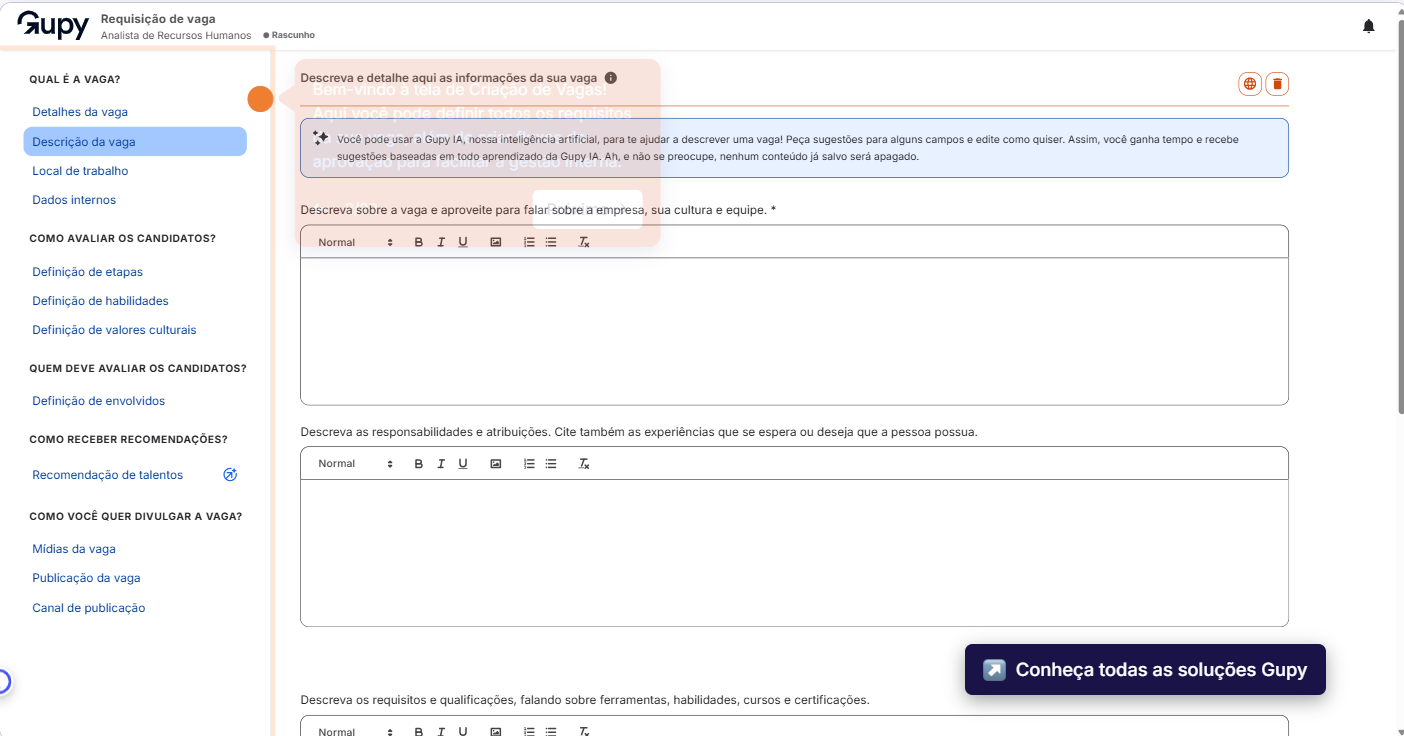 Gupy
Requisição de vaga
Analista de Recursos Humanos Rascunho
QUAL É A VAGA?
Detalhes da vaga
Descrição da vaga
Local de trabalho
Dados internos
COMO AVALIAR OS CANDIDATOS?
Definição de etapas
Definição de habilidades
Definição de valores culturais
QUEM DEVE AVALIAR OS CANDIDATOS?
Definição de envolvidos
COMO RECEBER RECOMENDAÇÕES?
Recomendação de talentos
COMO VOCÊ QUER DIVULGAR A VAGA?
Mídias da vaga
Publicação da vaga
Canal de publicação
Descreva e detalhe aqui as informações da sua vaga
Bem-vindo à tela de Criação de Vagas!
Aqui você pode definir todos os requisitos
aprovação para facilitar a gestão interna.
Próximo
Você pode usar a Gupy IA, nossa inteligência artificial, para te ajudar a descrever uma vaga! Peça sugestões para alguns campos e edite como quiser. Assim, você ganha tempo e recebe
sugestões baseadas em todo aprendizado da Gupy IA. Ah, e não se preocupe, nenhum conteúdo já salvo será apagado.
Descreva sobre a vaga e aproveite para falar sobre a empresa, sua cultura e equipe. *
Normal B I U
Descreva as responsabilidades e atribuições. Cite também as experiências que se espera ou deseja que a pessoa possua.
Normal B I U
Conheça todas as soluções Gupy
Descreva os requisitos e qualificações, falando sobre ferramentas, habilidades, cursos e certificações.
Normal B I U